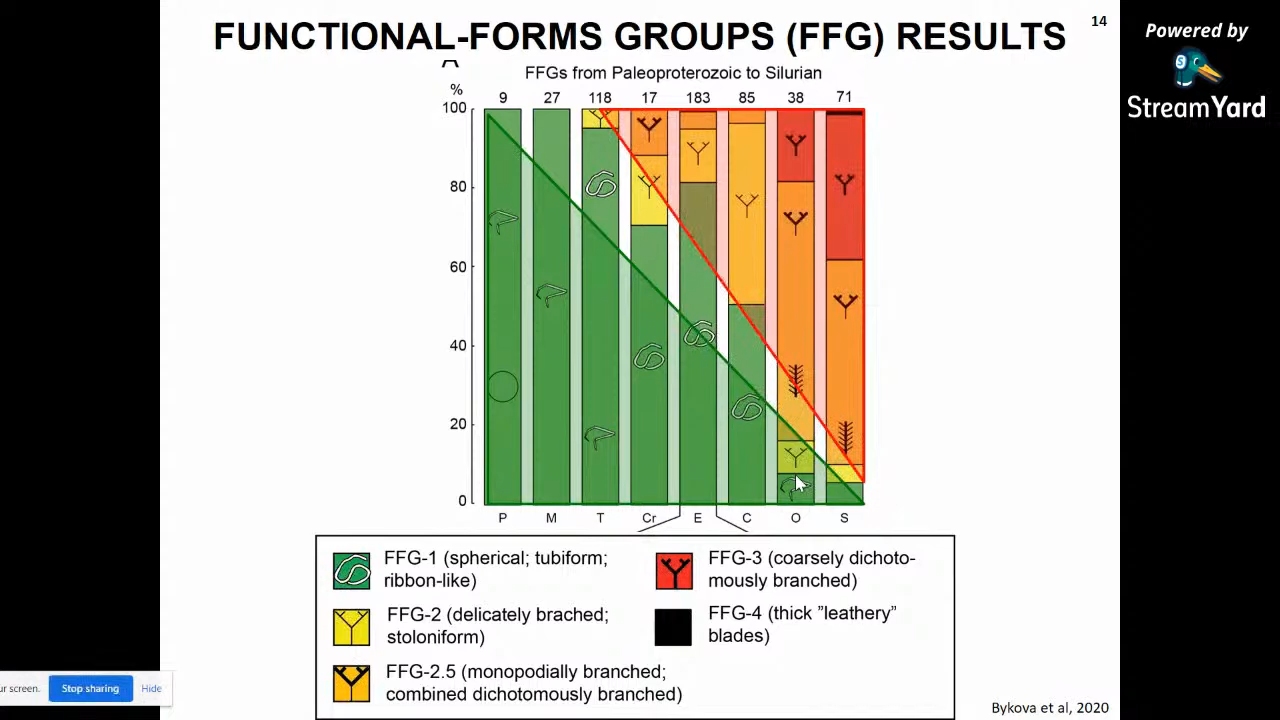 FUNCTIONAL-FORMS GROUPS (FFG) RESULTS
14
Powered by
StreamYard
FFGs from Paleoproterozoic to Silurian
%
9 27 118 17 183 85 38 71
100
80
60
40
20
0
P M T Cr E C O S
FFG-1 (spherical; tubiform;
ribbon-like)
FFG-2 (delicately brached;
stoloniform)
FFG-2.5 (monopodially branched;
combined dichotomously branched)
FFG-3 (coarsely dichoto-
mously branched)
FFG-4 (thick ”leathery”
blades)
ur screen. Stop sharing Hide
Bykova et al, 2020